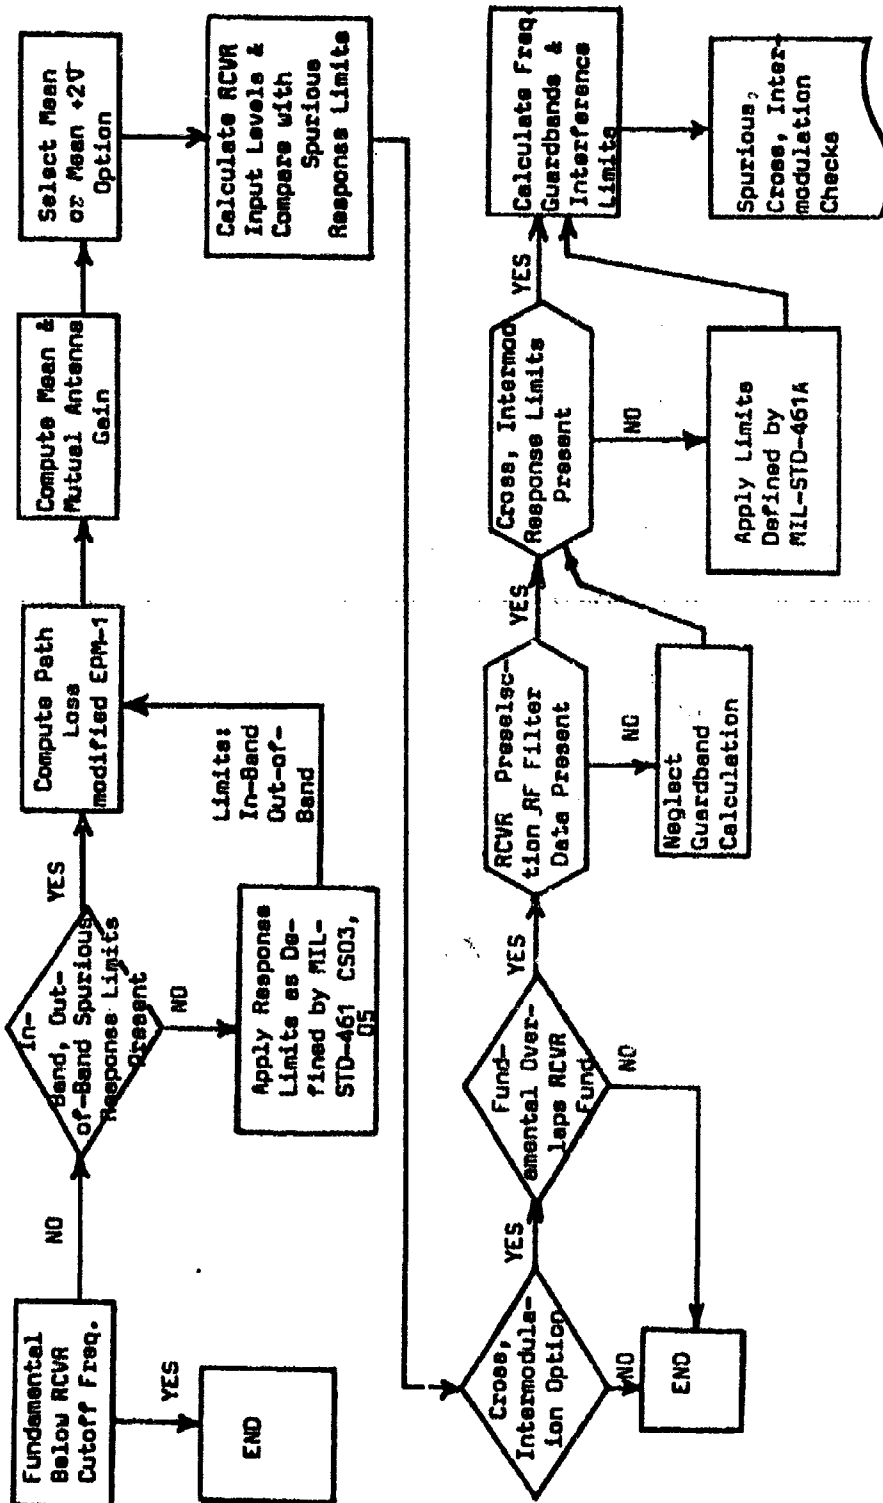 Fundamental
Below RCVR
Cutoff Freq.
NO
YES
END
In-
Band, Out-
of-Band Spurious
Response Limits
Present
YES
NO
Apply Response
Limits as De-
fined by MIL-
STD-461 CS03,
05
Limits:
In-Band
Out-of-
Band
Compute Path
Loss
modified EPM-1
Compute Mean &
Mutual Antenna
Gain
Select Mean
or Mean +2σ
Option
Calculate RCVR
Input Levels &
Compare with
Spurious
Response Limits
Cross,
Intermodula-
ion Option
YES
NO
END
Fund-
amental Over-
laps RCVR
Fund
YES
NO
RCVR Preselec-
tion RF Filter
Data Present
YES
NO
Neglect
Guardband
Calculation
Cross, Intermod
Response Limits
Present
YES
NO
Apply Limits
Defined by
MIL-STD-461A
Calculate Freq.
Guardbands &
Interference
Limits
Spurious,
Cross, Inter-
modulation
Checks